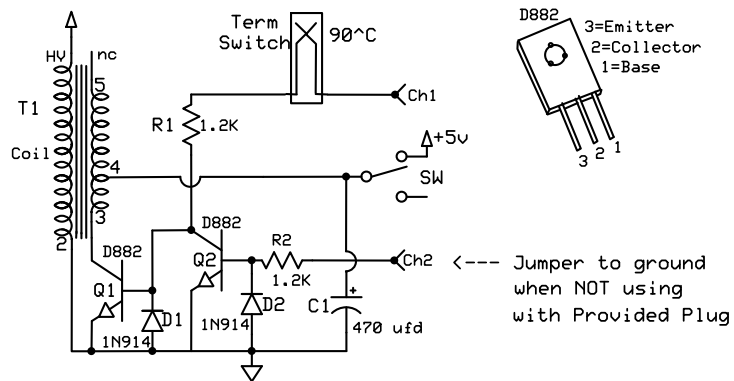 Term
Switch
90^C
D882
3=Emitter
2=Collector
1=Base
HV
nc
5
T1
Ch1
R1
1.2K
+5v
Coil
4
SW
3
2
1
3
2
D882
D882
R2
Q2
Ch2
<--- Jumper to ground
when NOT using
with Provided Plug
1.2K
Q1
D1
D2
C1
+
1N914
1N914
470 ufd